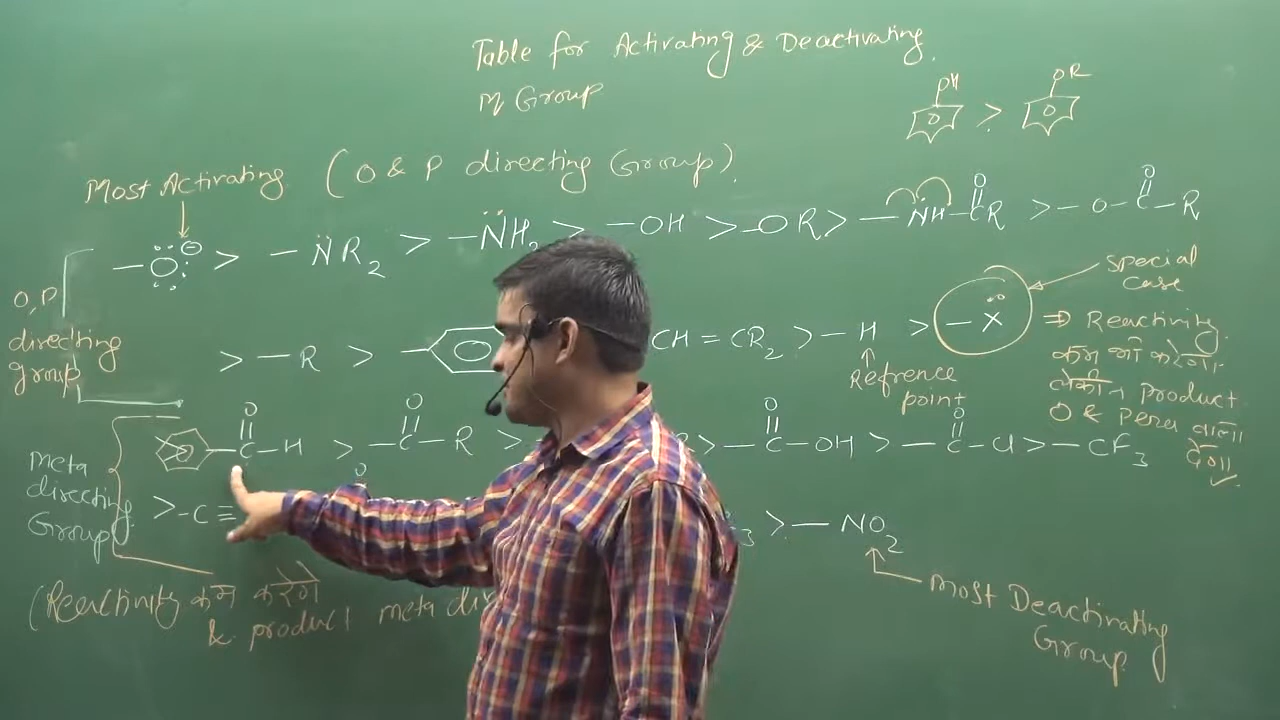 Table for Activating & Deactivating
Group
OH > OR
Most Activating (O & P directing Group)
—O⊖ > —NR2 > —NH2 > —OH > —OR > —NH—C(=O)R > —O—C(=O)—R
O,P
directing
group
> —R > — CH = CR2 > —H > —X
special
case
Refrence
point
⇒ Reactivity
कम
product
O & para वाला
देगा
Meta
directing
Group
—C(=O)—H > —C(=O)—R > > —C(=O)—OH > —C(=O)—Cl > —CF3
> -C≡ 3 > —NO2
most Deactivating
Group
(Reactivity कम करेगा
& product meta